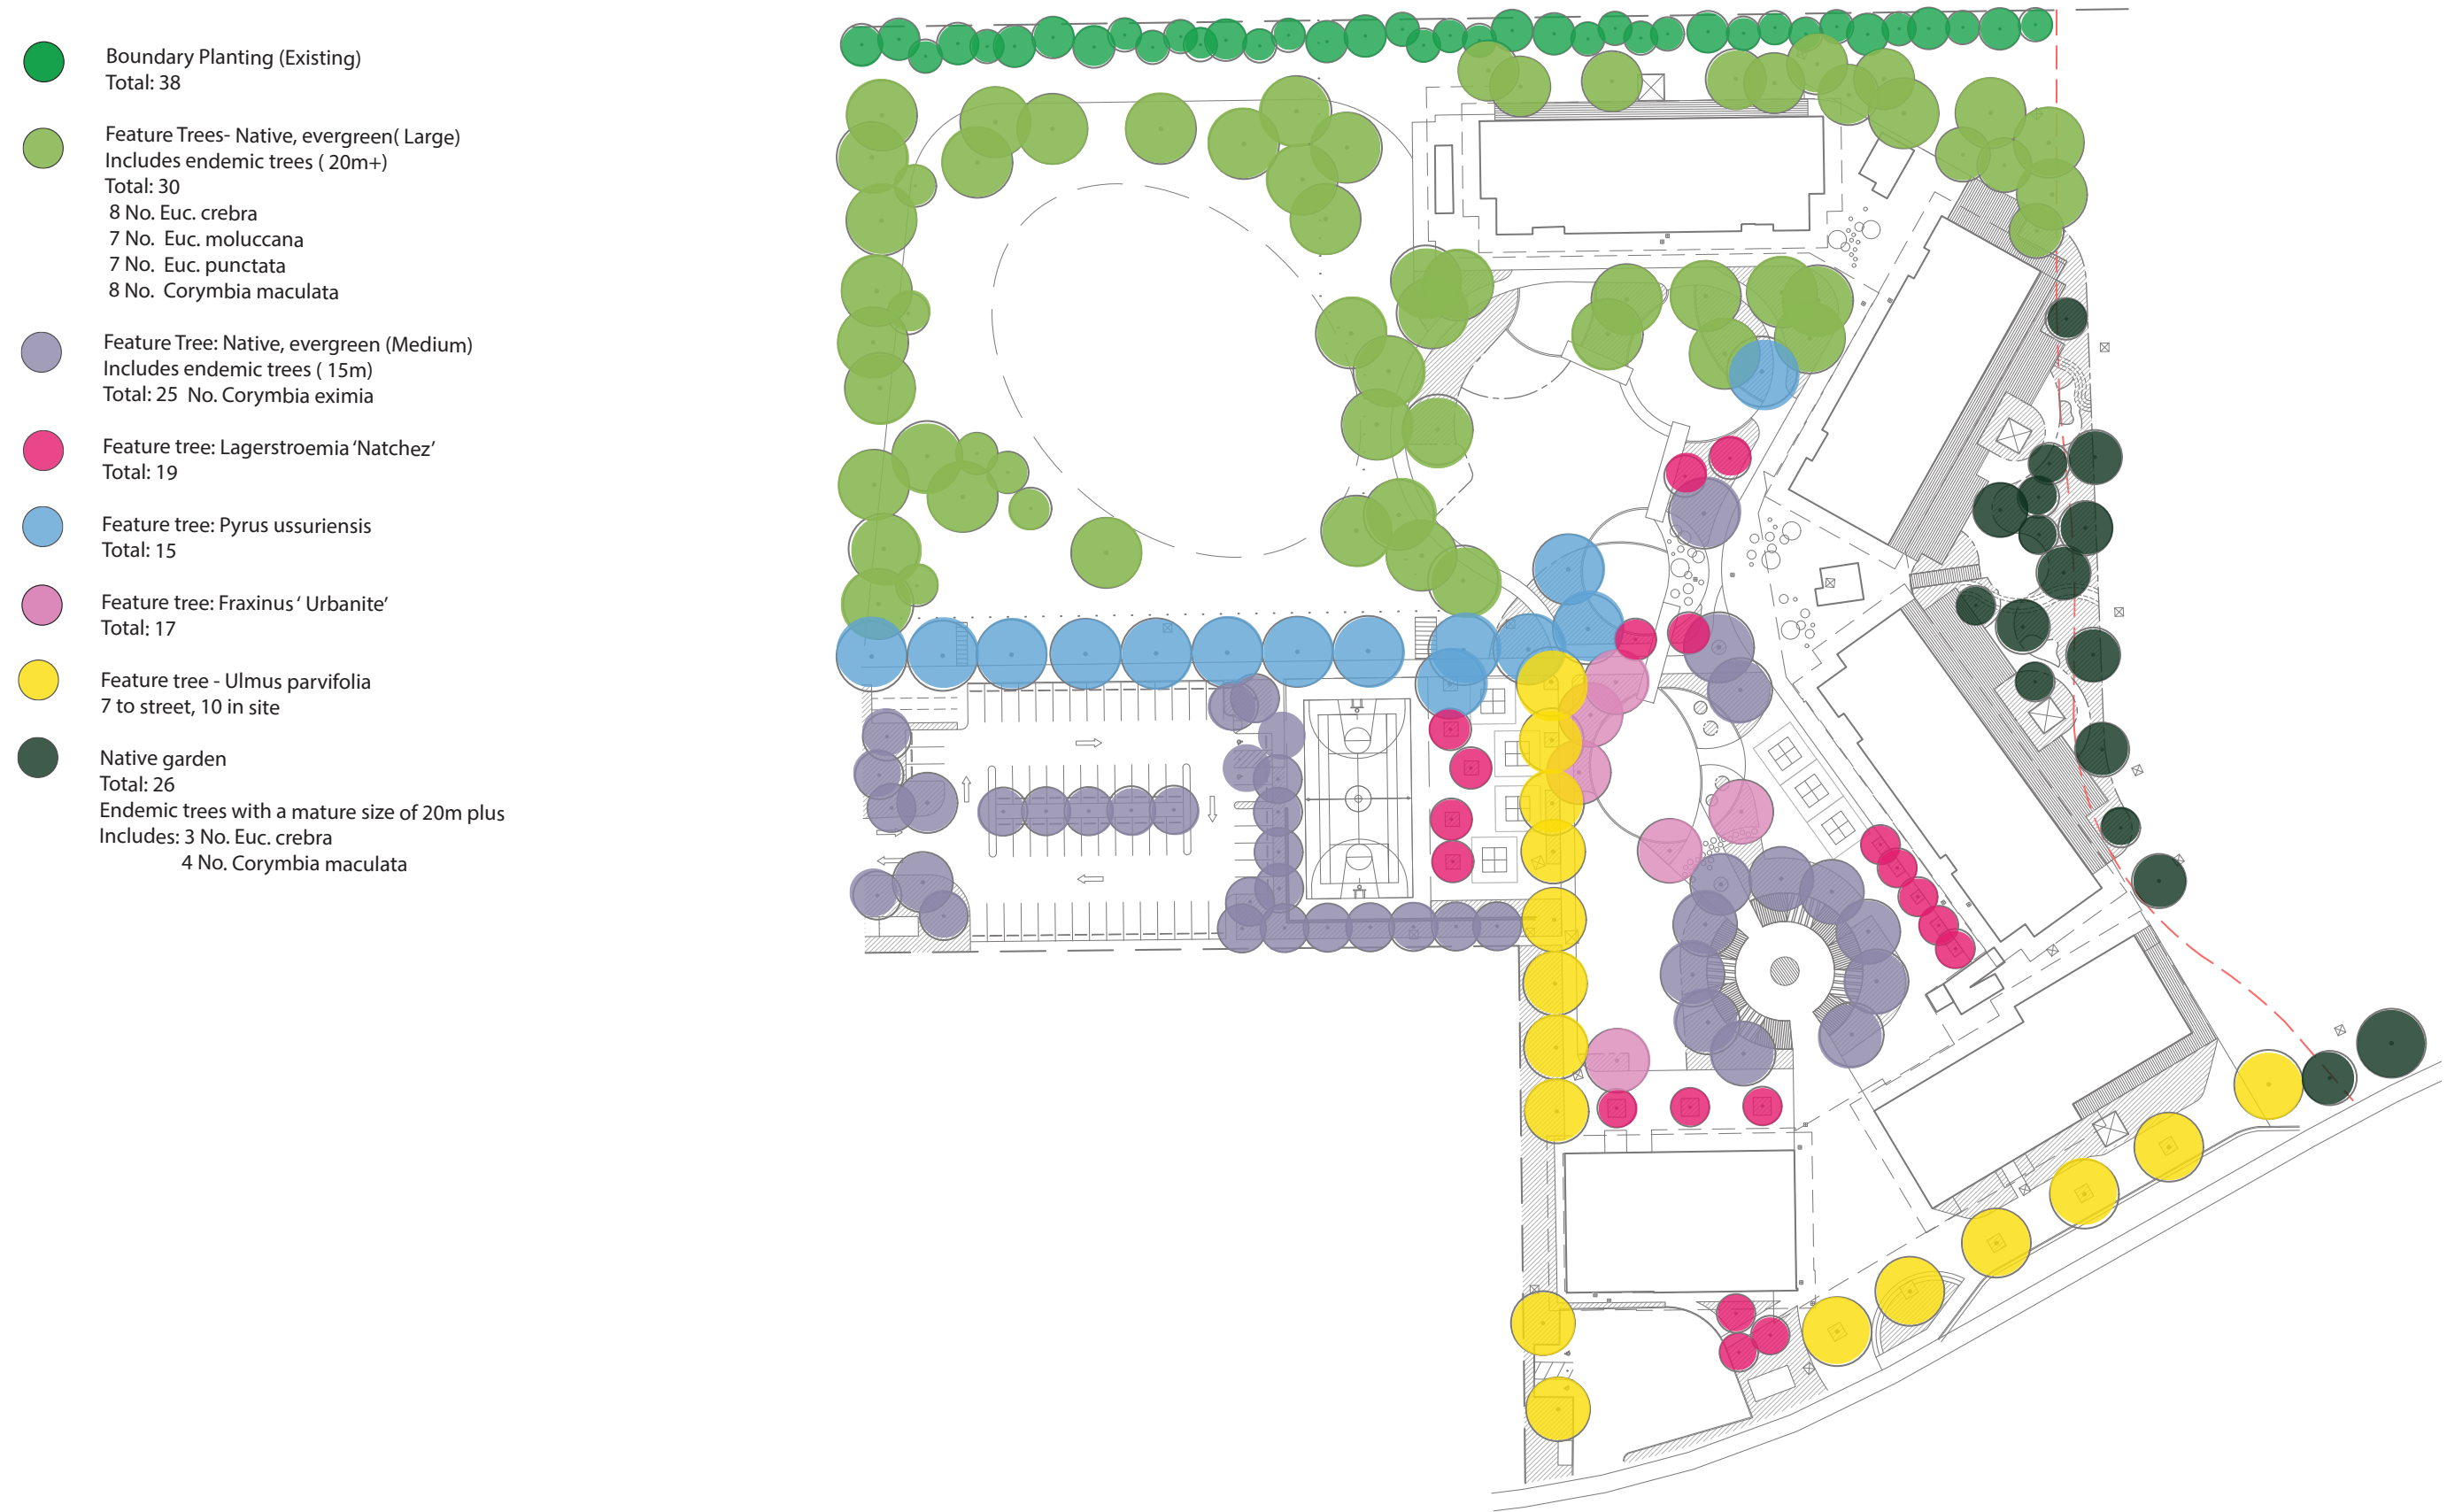 Boundary Planting (Existing)
Total: 38
Feature Trees- Native, evergreen( Large)
Includes endemic trees ( 20m+)
Total: 30
8 No. Euc. crebra
7 No.  Euc. moluccana
7 No.  Euc. punctata
8 No.  Corymbia maculata
Feature Tree: Native, evergreen (Medium)
Includes endemic trees ( 15m)
Total: 25  No. Corymbia eximia
Feature tree: Lagerstroemia ‘Natchez’
Total: 19
Feature tree: Pyrus ussuriensis
Total: 15
Feature tree: Fraxinus ‘ Urbanite’
Total: 17
Feature tree - Ulmus parvifolia
7 to street, 10 in site
Native garden
Total: 26
Endemic trees with a mature size of 20m plus
Includes: 3 No. Euc. crebra
4 No. Corymbia maculata